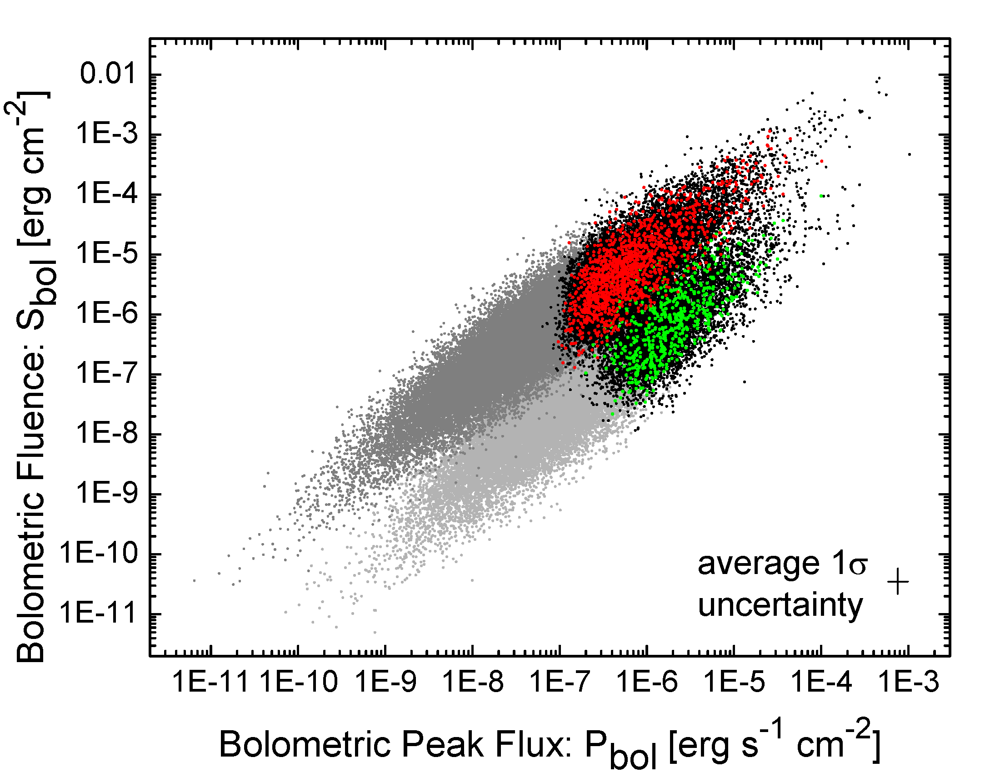 0.01
1E-3
1E-4
1E-5
1E-6
1E-7
1E-8
1E-9
1E-10
1E-11
Bolometric Fluence: Sbol [erg cm-2]
average 1σ
uncertainty
1E-11 1E-10 1E-9 1E-8 1E-7 1E-6 1E-5 1E-4 1E-3
Bolometric Peak Flux: Pbol [erg s-1 cm-2]